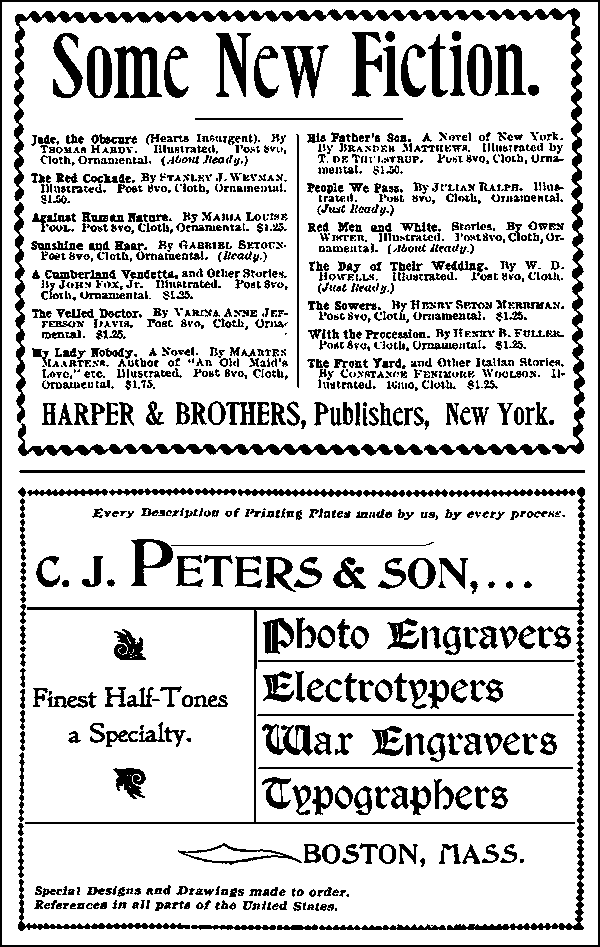 Some New Fiction.
Jude, the Obscure (Hearts Insurgent). By
THOMAS HARDY. Illustrated. Post 8vo,
Cloth, Ornamental. (About Ready.)
The Red Cockade. By STANLEY J. WEYMAN.
Illustrated. Post 8vo, Cloth, Ornamental.
$1.50.
Against Human Nature. By MARIA LOUISE
POOL. Post 8vo, Cloth, Ornamental. $1.25.
Sunshine and Haar. By GABRIEL SETOUN.
Post 8vo, Cloth, Ornamental. (Ready.)
A Cumberland Vendetta, and Other Stories.
By JOHN FOX, Jr. Illustrated. Post 8vo,
Cloth, Ornamental. $1.25.
The Veiled Doctor. By VARINA ANNE JEF-
FERSON DAVIS. Post 8vo, Cloth, Orna-
mental. $1.25.
My Lady Nobody. A Novel. By MAARTEN
MAARTENS. Author of "An Old Maid's
Love," etc. Illustrated. Post 8vo, Cloth,
Ornamental. $1.75.
His Father's Son. A Novel of New York.
By BRANDER MATTHEWS. Illustrated by
T. DE THULSTRUP. Post 8vo, Cloth, Orna-
mental. $1.50.
People We Pass. By JULIAN RALPH. Illus-
trated. Post 8vo, Cloth, Ornamental.
(Just Ready.)
Red Men and White. Stories. By OWEN
WISTER. Illustrated. Post 8vo, Cloth, Or-
namental. (About Ready.)
The Day of Their Wedding. By W. D.
HOWELLS. Illustrated. Post 8vo, Cloth.
(Just Ready.)
The Sowers. By HENRY SETON MERRIMAN.
Post 8vo, Cloth, Ornamental. $1.25.
With the Procession. By HENRY B. FULLER.
Post 8vo, Cloth, Ornamental. $1.25.
The Front Yard, and Other Italian Stories.
By CONSTANCE FENIMORE WOOLSON. Il-
lustrated. 16mo, Cloth. $1.25.
HARPER & BROTHERS, Publishers, New York.
Every Description of Printing Plates made by us, by every process.
C. J. PETERS & SON,...
Finest Half-Tones
a Specialty.
Photo Engravers
Electrotypers
Wax Engravers
Typographers
BOSTON, MASS.
Special Designs and Drawings made to order.
References in all parts of the United States.